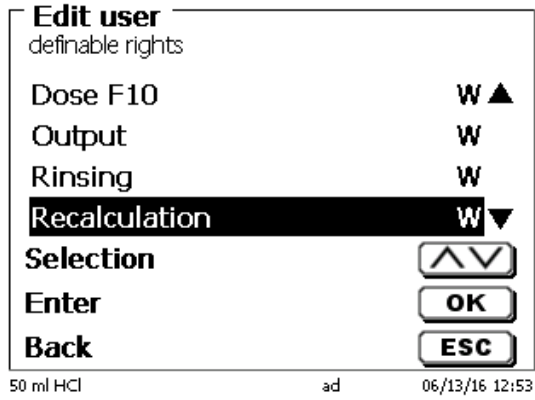 Edit user
definable rights
Dose F10 W
Output W
Rinsing W
Recalculation W
Selection
Enter OK
Back ESC
50 ml HCl ad 06/13/16 12:53